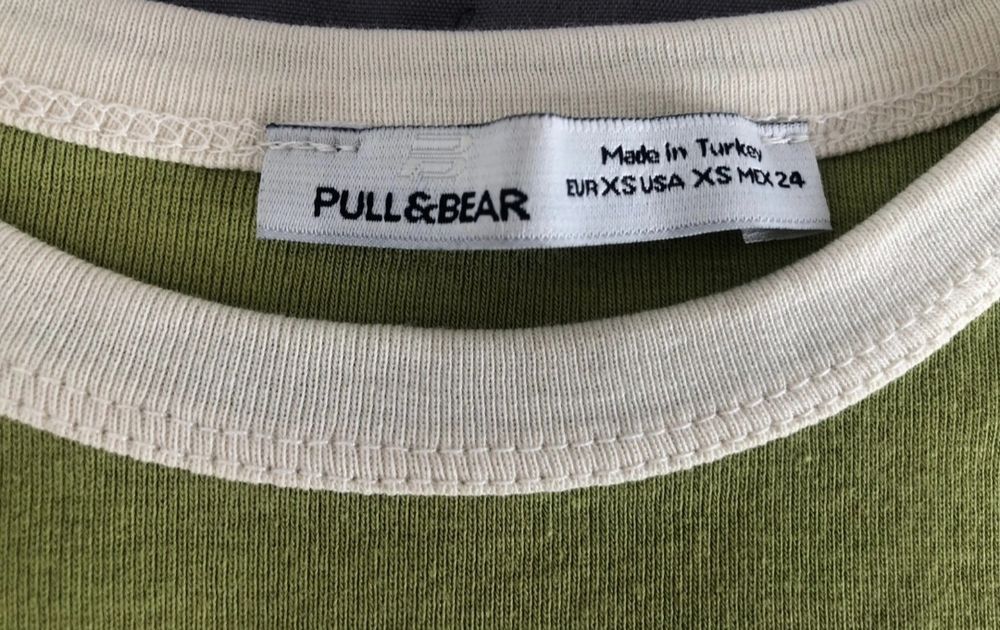 PULL&BEAR
Made in Turkey
EUR XS USA XS MEX 24